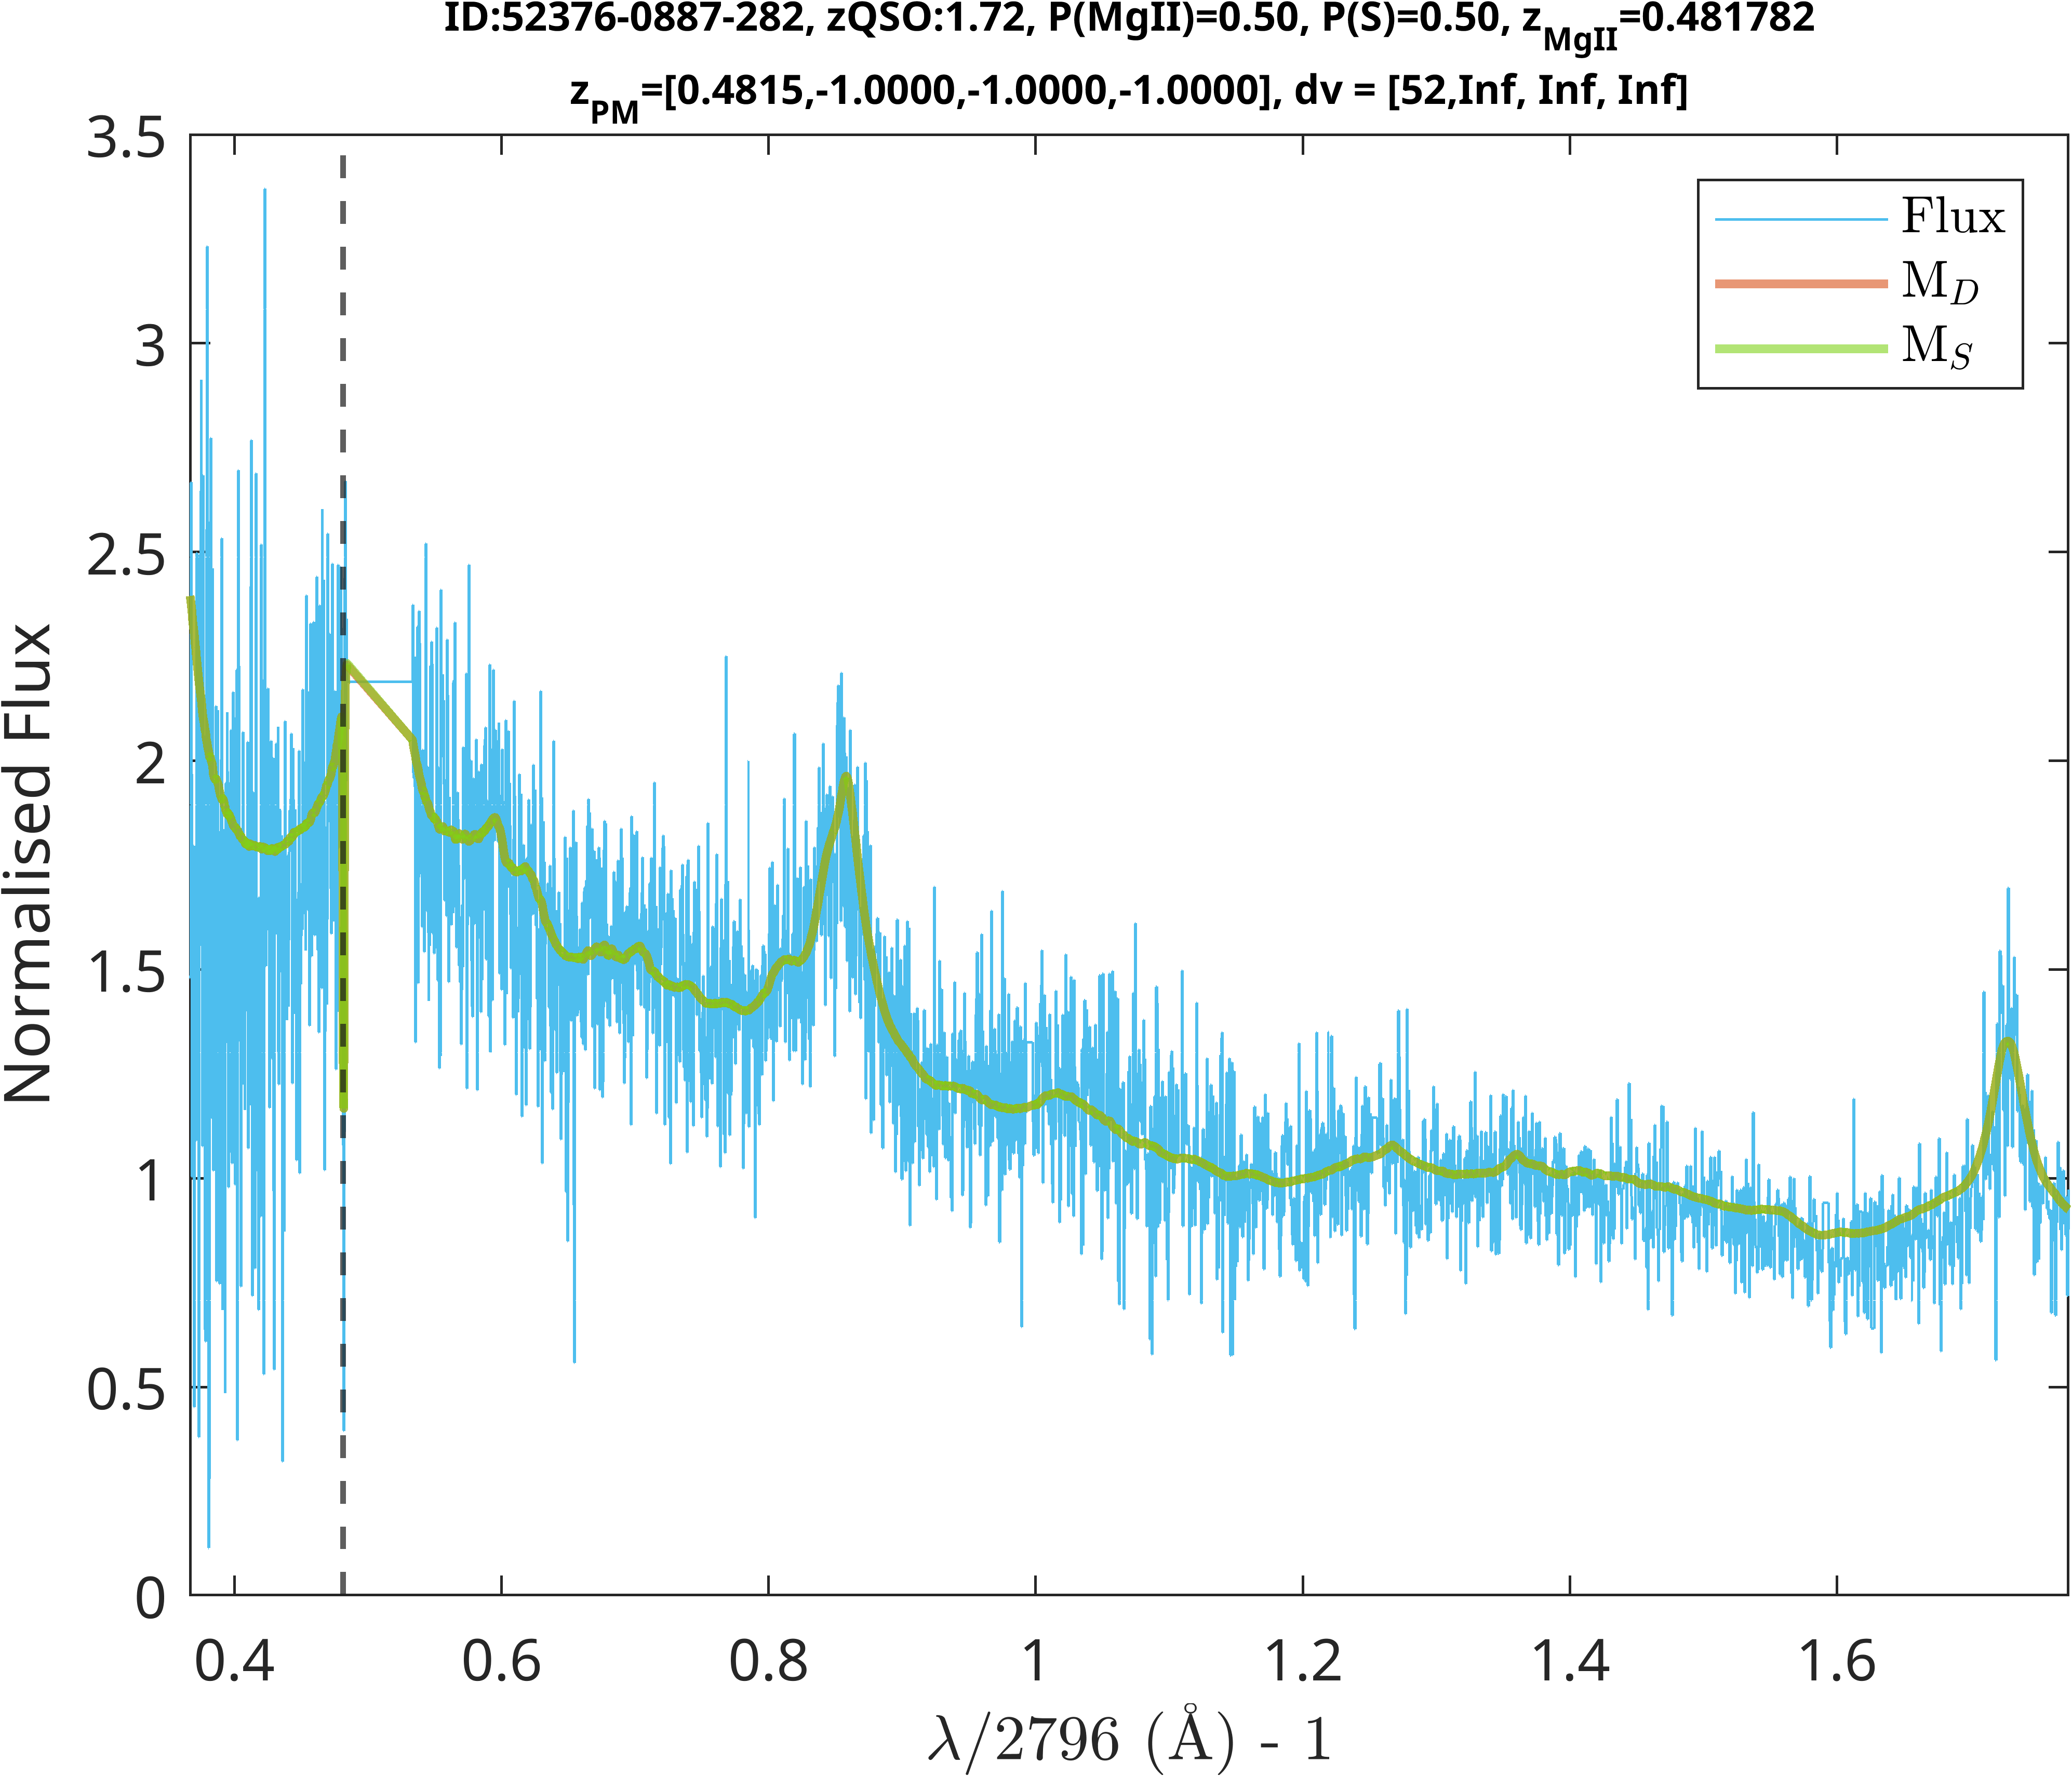 ID:52376-0887-282, zQSO:1.72, P(MgII)=0.50, P(S)=0.50, zMgII=0.481782
zPM=[0.4815,-1.0000,-1.0000,-1.0000], dv = [52,Inf, Inf, Inf]
3.5
3
2.5
2
1.5
1
0.5
0
Normalised Flux
Flux
MD
MS
0.4 0.6 0.8 1 1.2 1.4 1.6
λ/2796 (Å) - 1